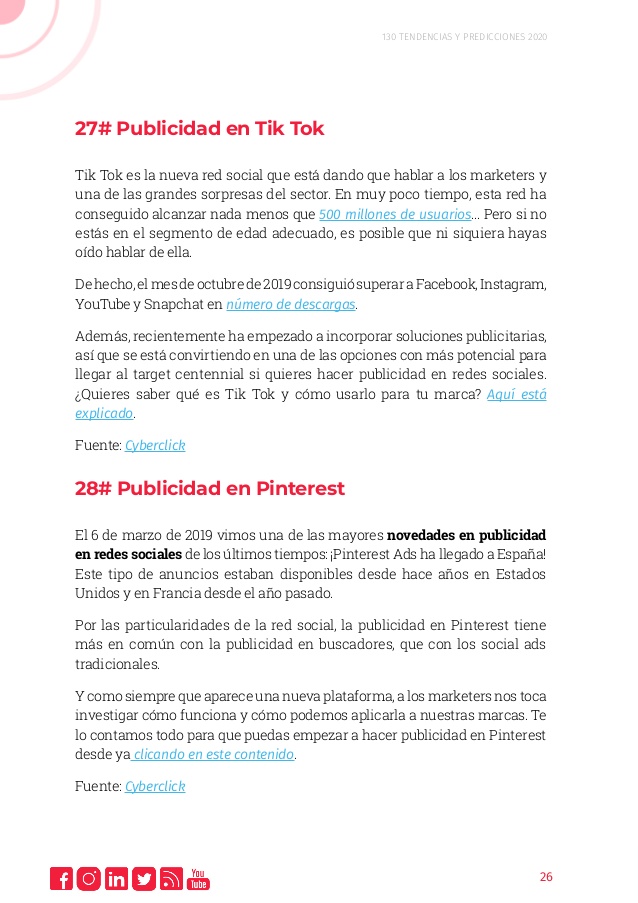 130 TENDENCIAS Y PREDICCIONES 2020
27# Publicidad en Tik Tok
Tik Tok es la nueva red social que está dando que hablar a los marketers y
una de las grandes sorpresas del sector. En muy poco tiempo, esta red ha
conseguido alcanzar nada menos que 500 millones de usuarios... Pero si no
estás en el segmento de edad adecuado, es posible que ni siquiera hayas
oído hablar de ella.
De hecho, el mes de octubre de 2019 consiguió superar a Facebook, Instagram,
YouTube y Snapchat en número de descargas.
Además, recientemente ha empezado a incorporar soluciones publicitarias,
así que se está convirtiendo en una de las opciones con más potencial para
llegar al target centennial si quieres hacer publicidad en redes sociales.
¿Quieres saber qué es Tik Tok y cómo usarlo para tu marca? Aquí está
explicado.
Fuente: Cyberclick
28# Publicidad en Pinterest
El 6 de marzo de 2019 vimos una de las mayores novedades en publicidad
en redes sociales de los últimos tiempos: ¡Pinterest Ads ha llegado a España!
Este tipo de anuncios estaban disponibles desde hace años en Estados
Unidos y en Francia desde el año pasado.
Por las particularidades de la red social, la publicidad en Pinterest tiene
más en común con la publicidad en buscadores, que con los social ads
tradicionales.
Y como siempre que aparece una nueva plataforma, a los marketers nos toca
investigar cómo funciona y cómo podemos aplicarla a nuestras marcas. Te
lo contamos todo para que puedas empezar a hacer publicidad en Pinterest
desde ya clicando en este contenido.
Fuente: Cyberclick
You
Tube
26